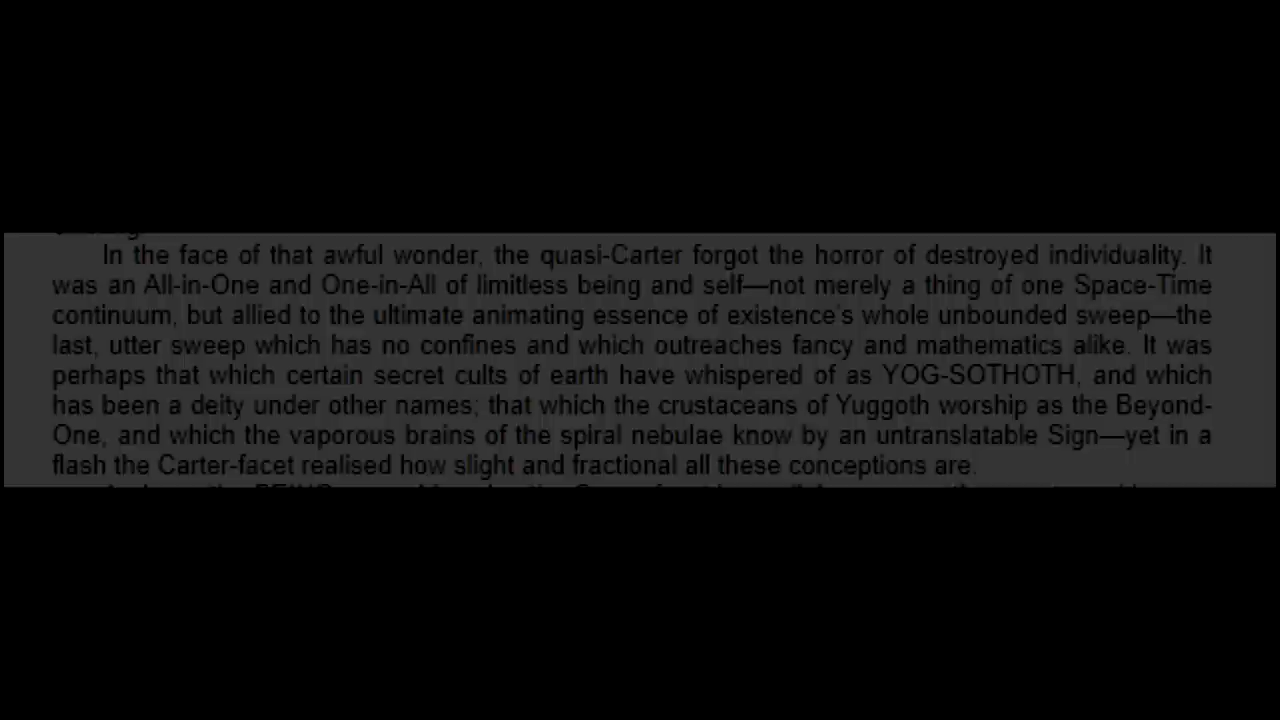 In the face of that awful wonder, the quasi-Carter forgot the horror of destroyed individuality. It
was an All-in-One and One-in-All of limitless being and self—not merely a thing of one Space-Time
continuum, but allied to the ultimate animating essence of existence's whole unbounded sweep—the
last, utter sweep which has no confines and which outreaches fancy and mathematics alike. It was
perhaps that which certain secret cults of earth have whispered of as YOG-SOTHOTH, and which
has been a deity under other names; that which the crustaceans of Yuggoth worship as the Beyond-
One, and which the vaporous brains of the spiral nebulae know by an untranslatable Sign—yet in a
flash the Carter-facet realised how slight and fractional all these conceptions are.